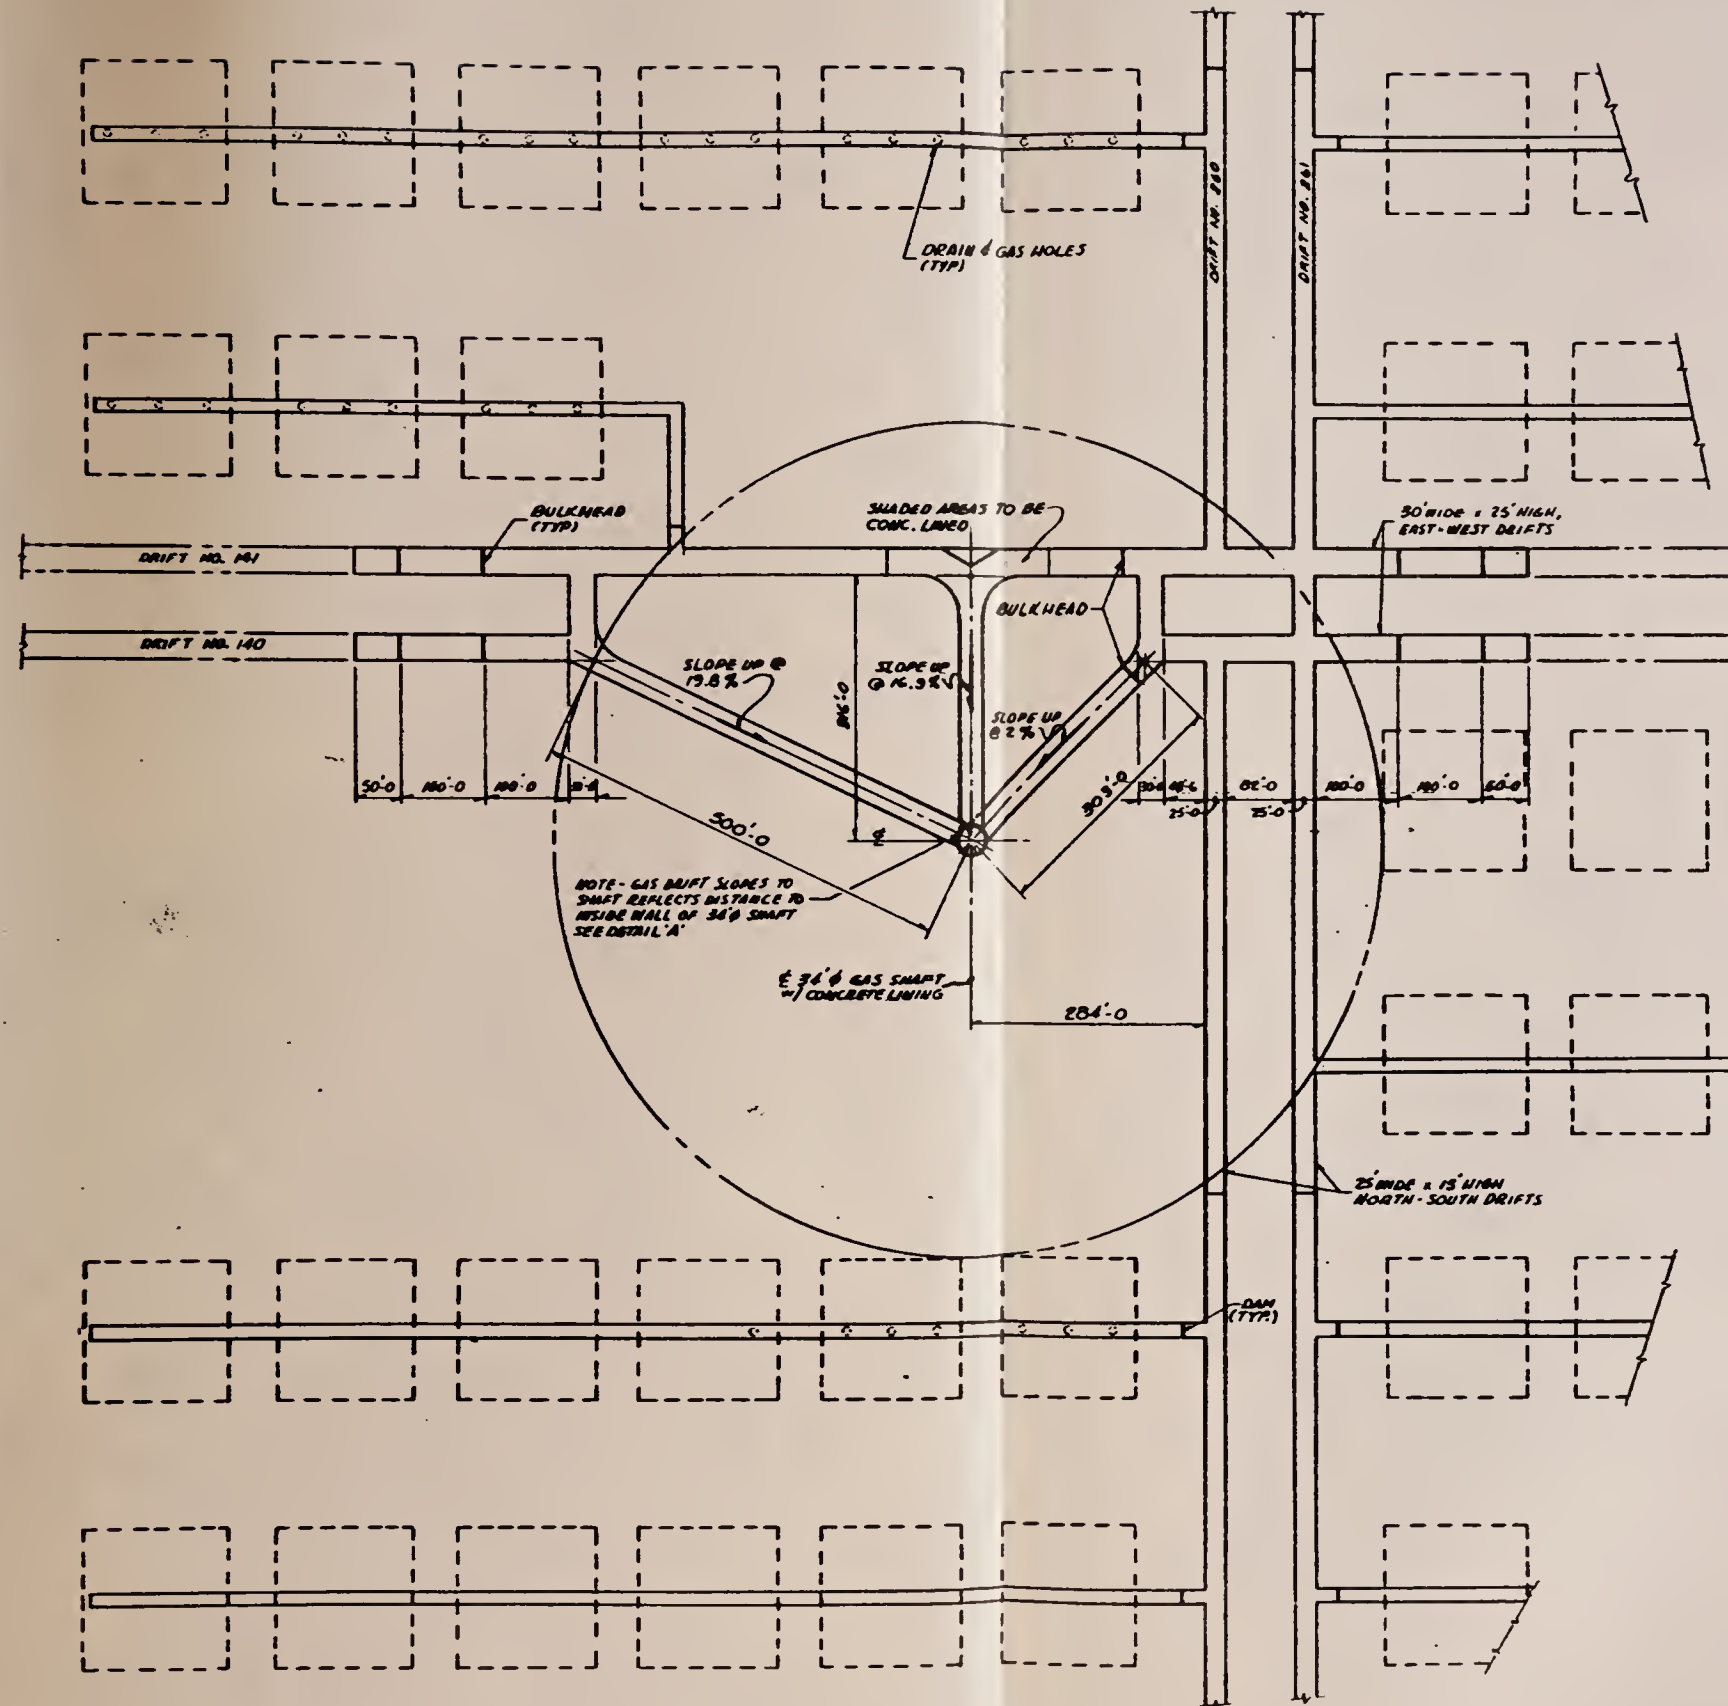 DRIFT NO. 260
DRIFT NO. 261
DRAIN & GAS HOLES
(TYP)
BULKHEAD
(TYP)
SHADED AREAS TO BE
CONC. LINED
30' WIDE x 25' HIGH,
EAST-WEST DRIFTS
DRIFT NO. 141
BULKHEAD
DRIFT NO. 140
SLOPE UP @
19.8%
SLOPE UP
@ 16.9%
SLOPE UP
@ 2%
50'-0
100'-0
100'-0
500'-0
303'-0
25'-0
82'-0
25'-0
100'-0
100'-0
℄
NOTE - GAS DRIFT SLOPES TO
SHAFT REFLECTS DISTANCE TO
INSIDE WALL OF 34'ϕ SHAFT
SEE DETAIL 'A'
℄ 34'ϕ GAS SHAFT
W/ CONCRETE LINING
284'-0
25' WIDE x 15' HIGH
NORTH-SOUTH DRIFTS
DAM
(TYP.)